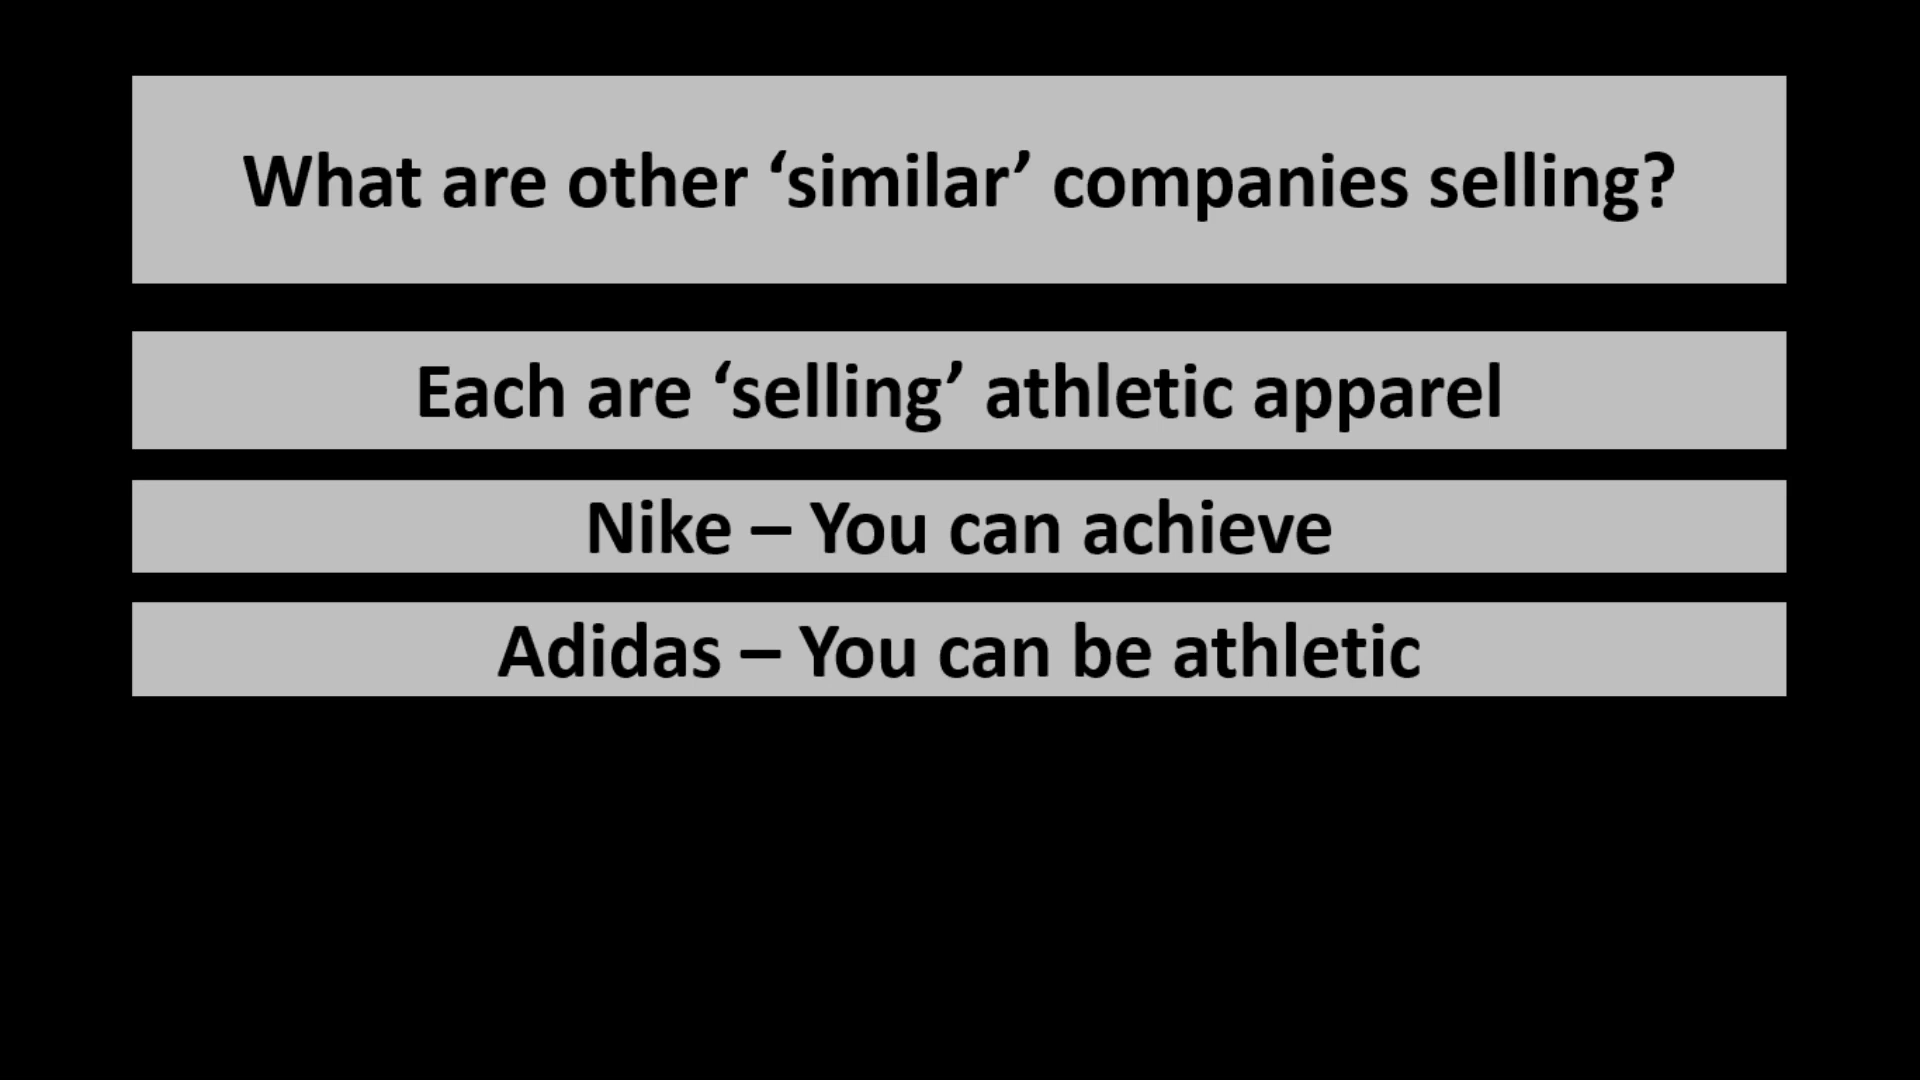 What are other ‘similar’ companies selling?
Each are ‘selling’ athletic apparel
Nike – You can achieve
Adidas – You can be athletic